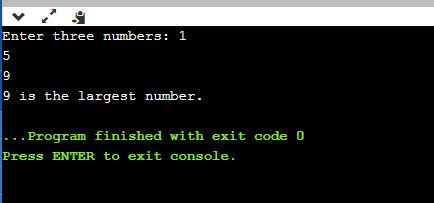 Enter three numbers: 1
5
9
9 is the largest number.
...Program finished with exit code 0
Press ENTER to exit console.